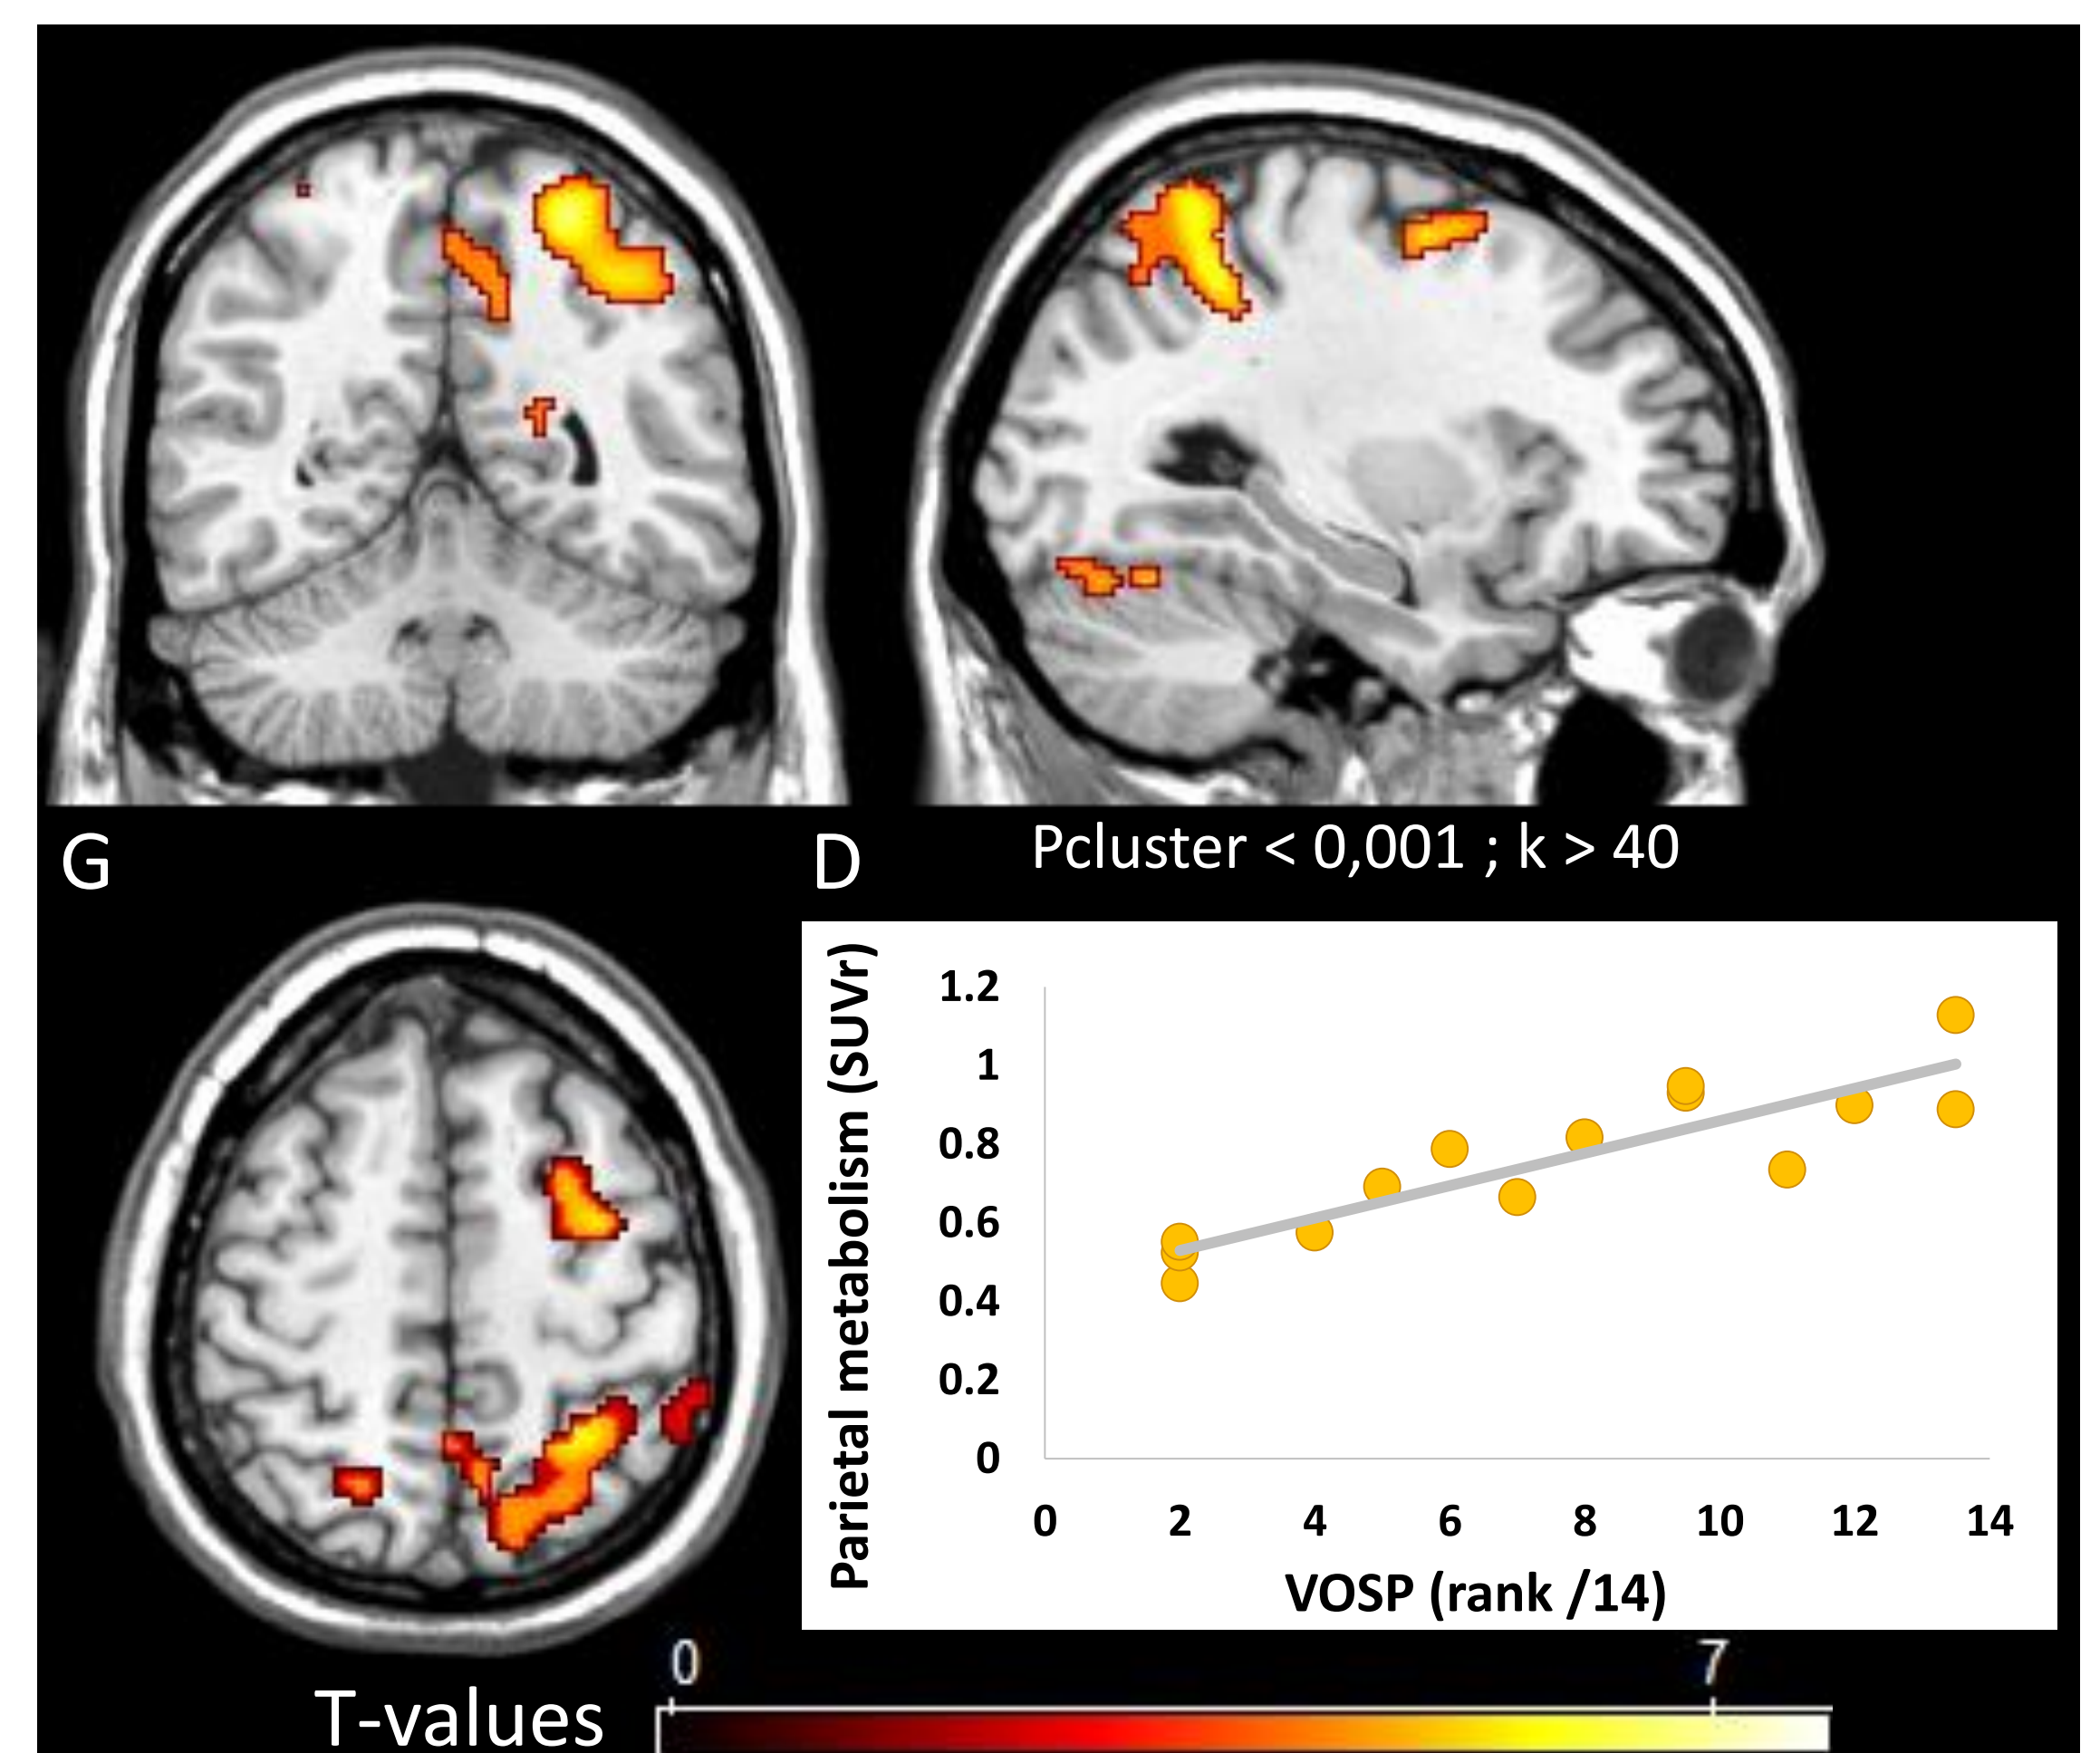 G D Pcluster < 0,001 ; k > 40
Parietal metabolism (SUVr)
1.2
1
0.8
0.6
0.4
0.2
0
0 2 4 6 8 10 12 14
VOSP (rank /14)
0 7
T-values